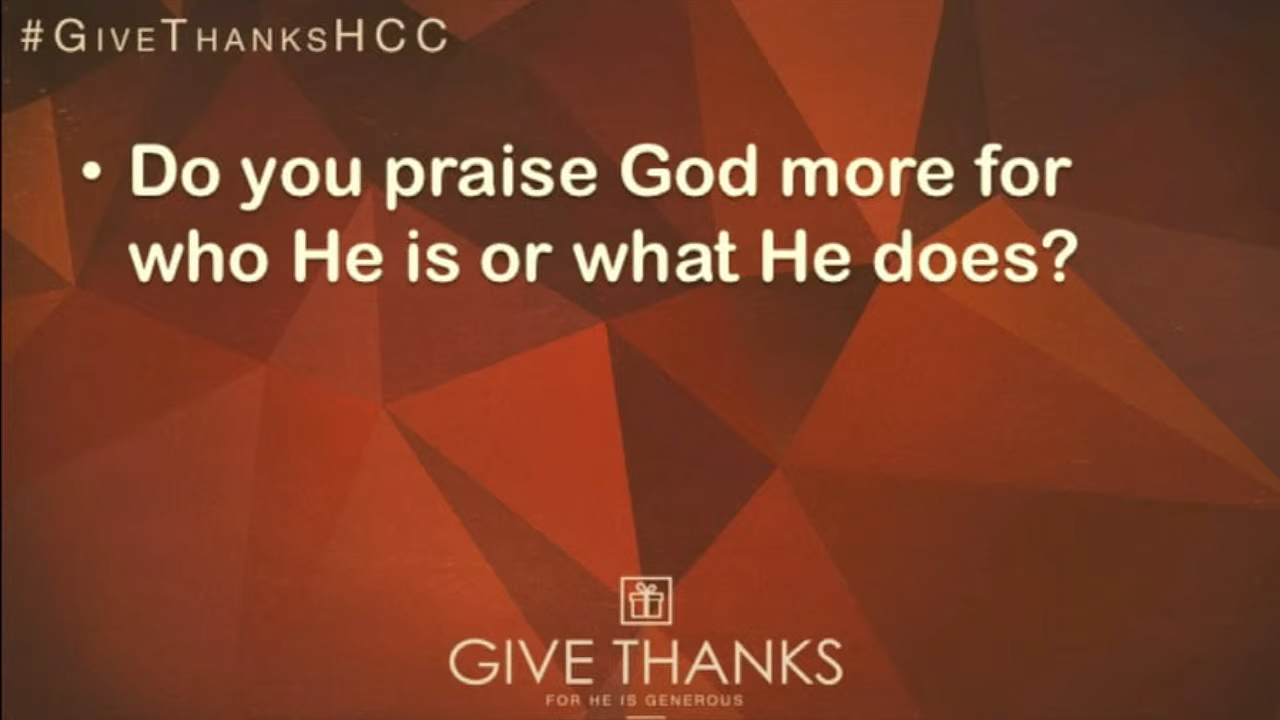 #GIVETHANKSHCC
• Do you praise God more for
who He is or what He does?
GIVE THANKS
FOR HE IS GENEROUS